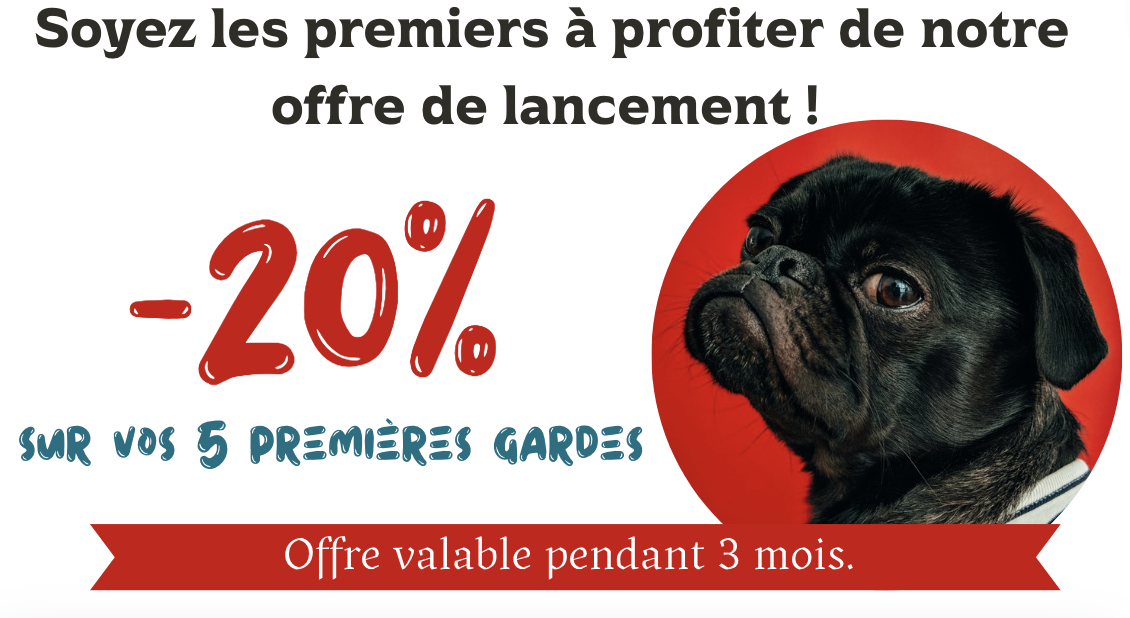 Soyez les premiers à profiter de notre
offre de lancement !
-20%
SUR VOS 5 PREMIÈRES GARDES
Offre valable pendant 3 mois.